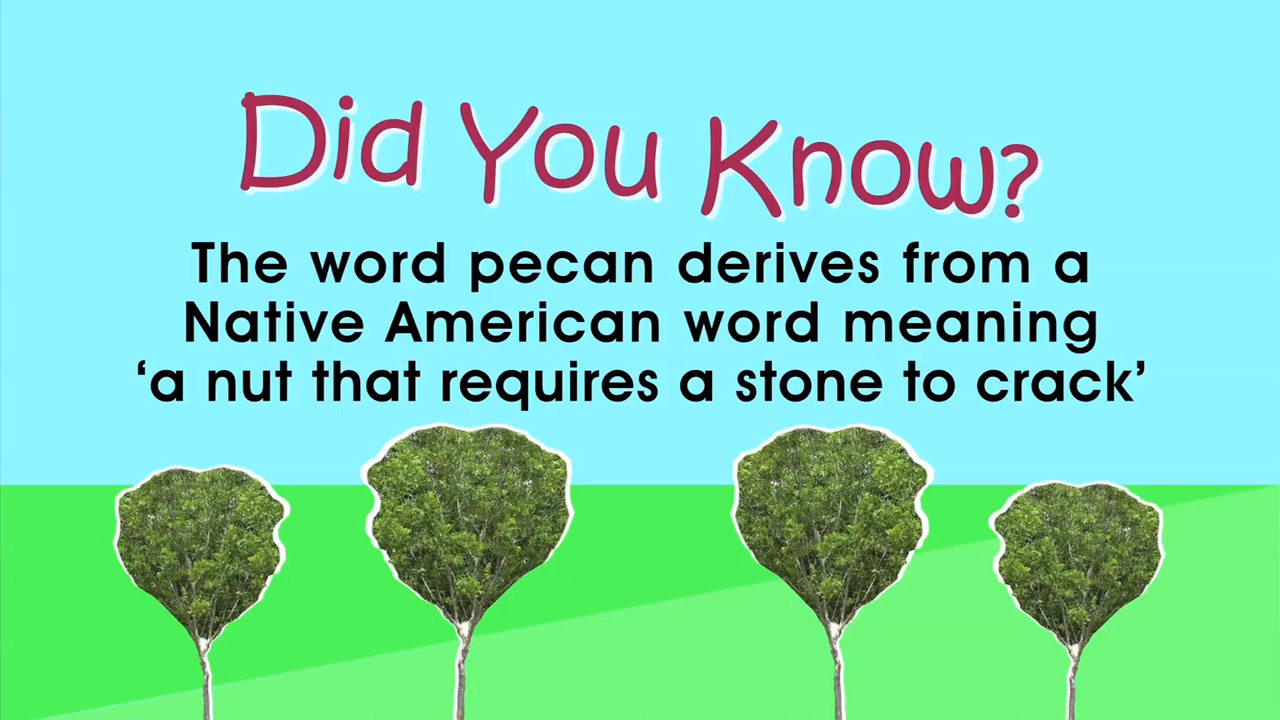 Did You Know?
The word pecan derives from a
Native American word meaning
‘a nut that requires a stone to crack’